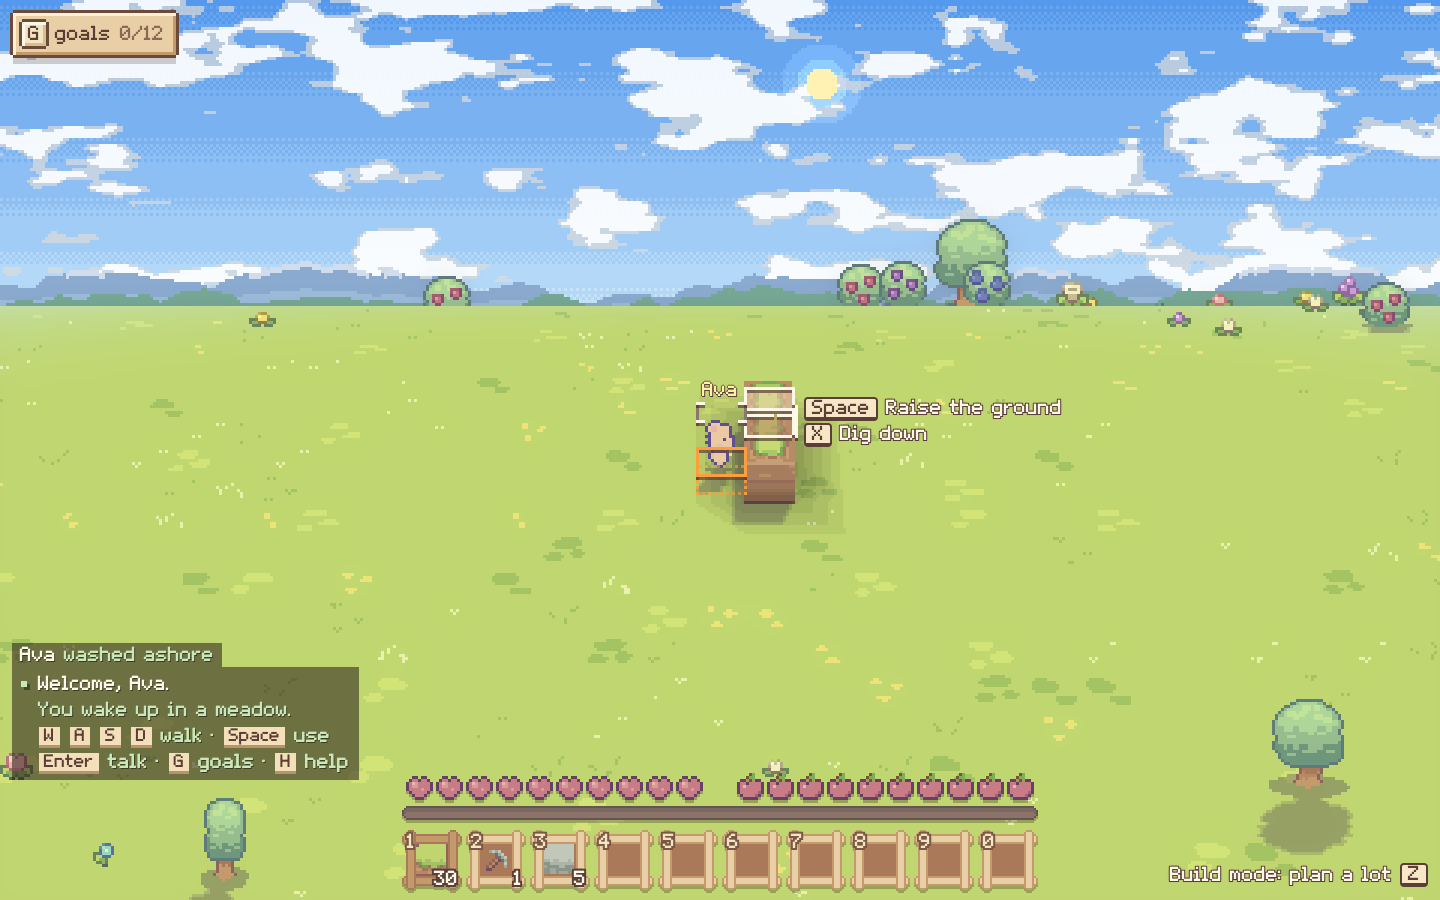 G goals 0/12
Ava
Space Raise the ground
X Dig down
Ava washed ashore
Welcome, Ava.
You wake up in a meadow.
W A S D walk · Space use
Enter talk · G goals · H help
1 2 3 4 5 6 7 8 9 0
30 1 5
Build mode: plan a lot Z